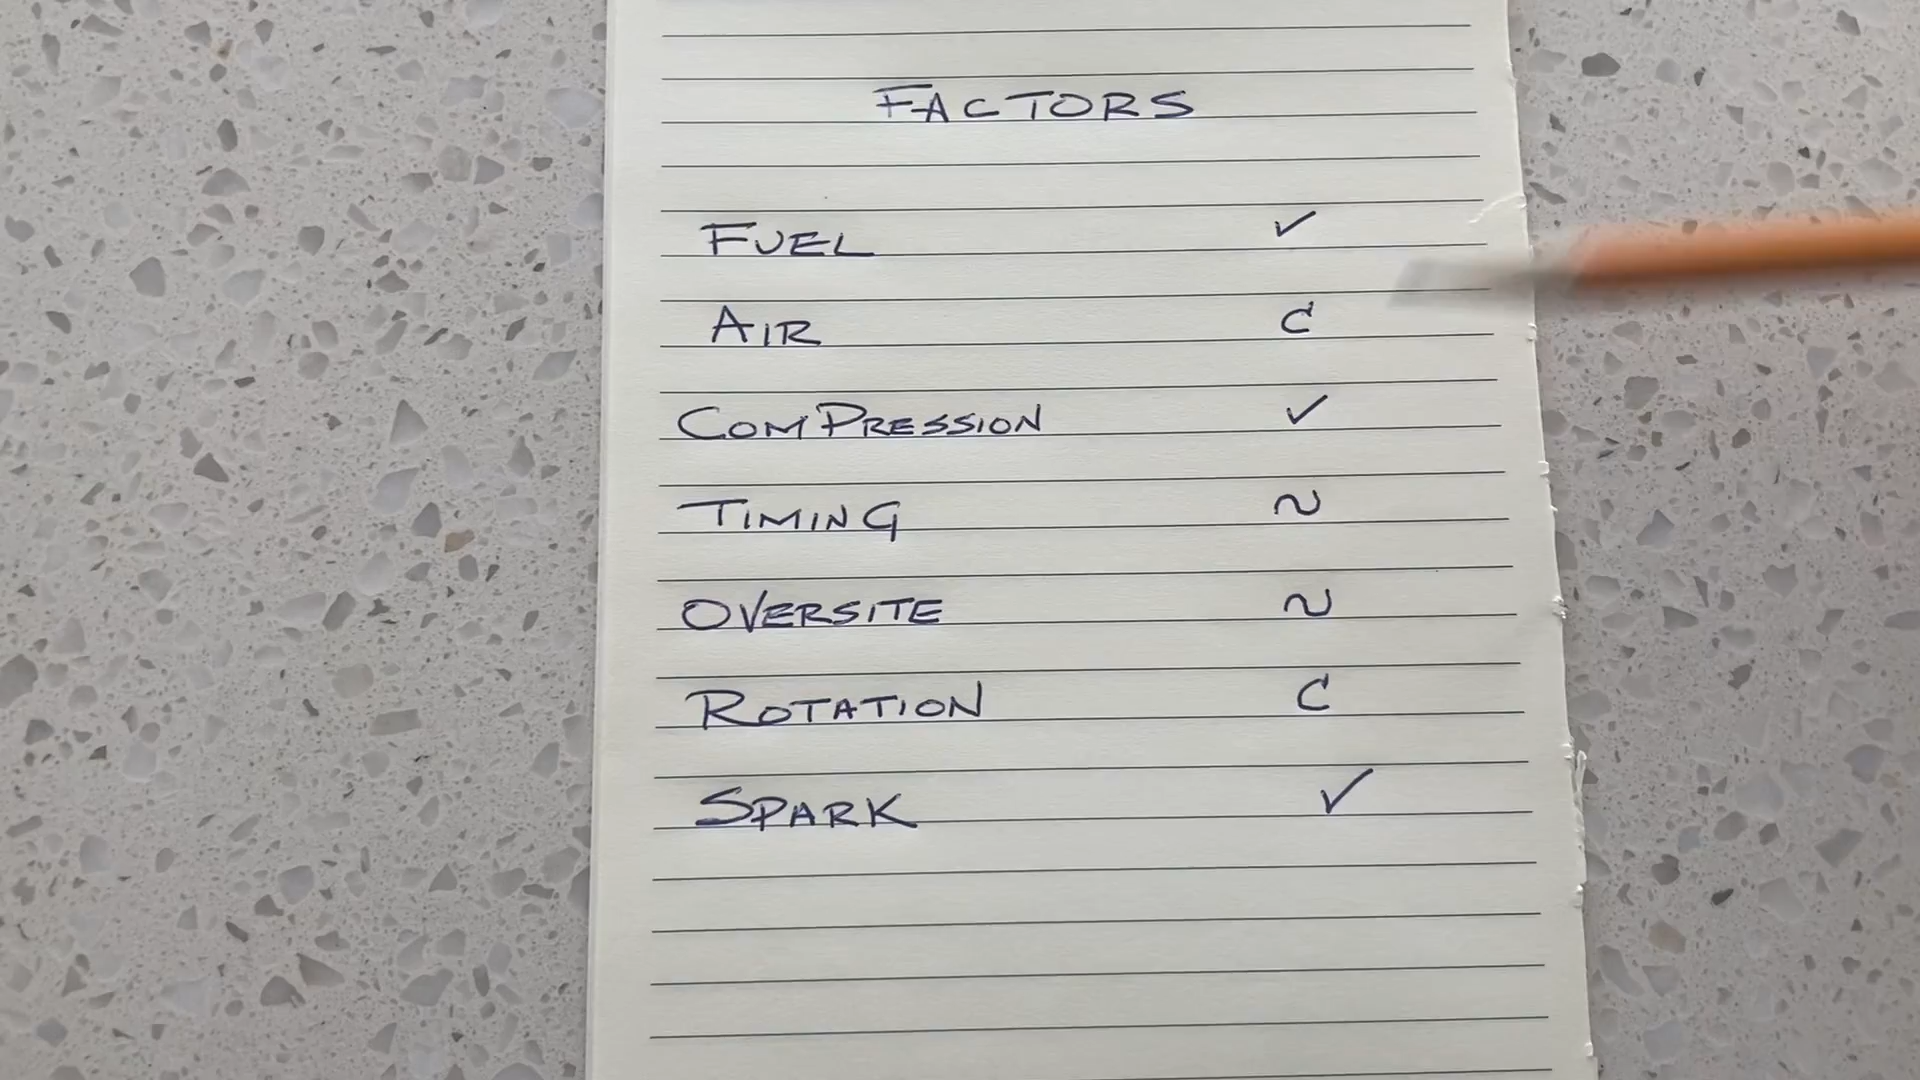 FACTORS
FUEL ✓
AIR C
COMPRESSION ✓
TIMING ~
OVERSITE ~
ROTATION C
SPARK ✓